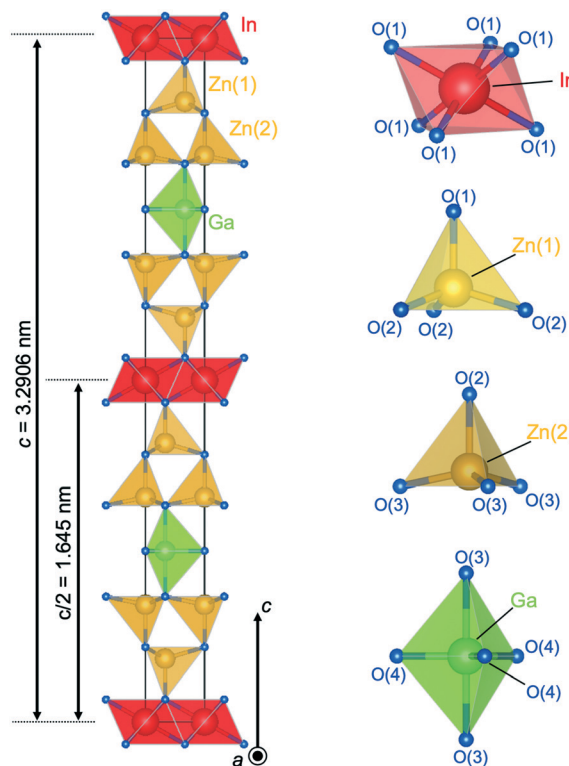 In
Zn(1)
Zn(2)
Ga
c = 3.2906 nm
c/2 = 1.645 nm
c
a
O(1)
O(1)
O(1)
In
O(1)
O(1)
O(1)
O(1)
Zn(1)
O(2)
O(2)
O(2)
O(2)
Zn(2
O(3)
O(3)
O(3)
O(3)
Ga
O(4)
O(4)
O(4)
O(3)